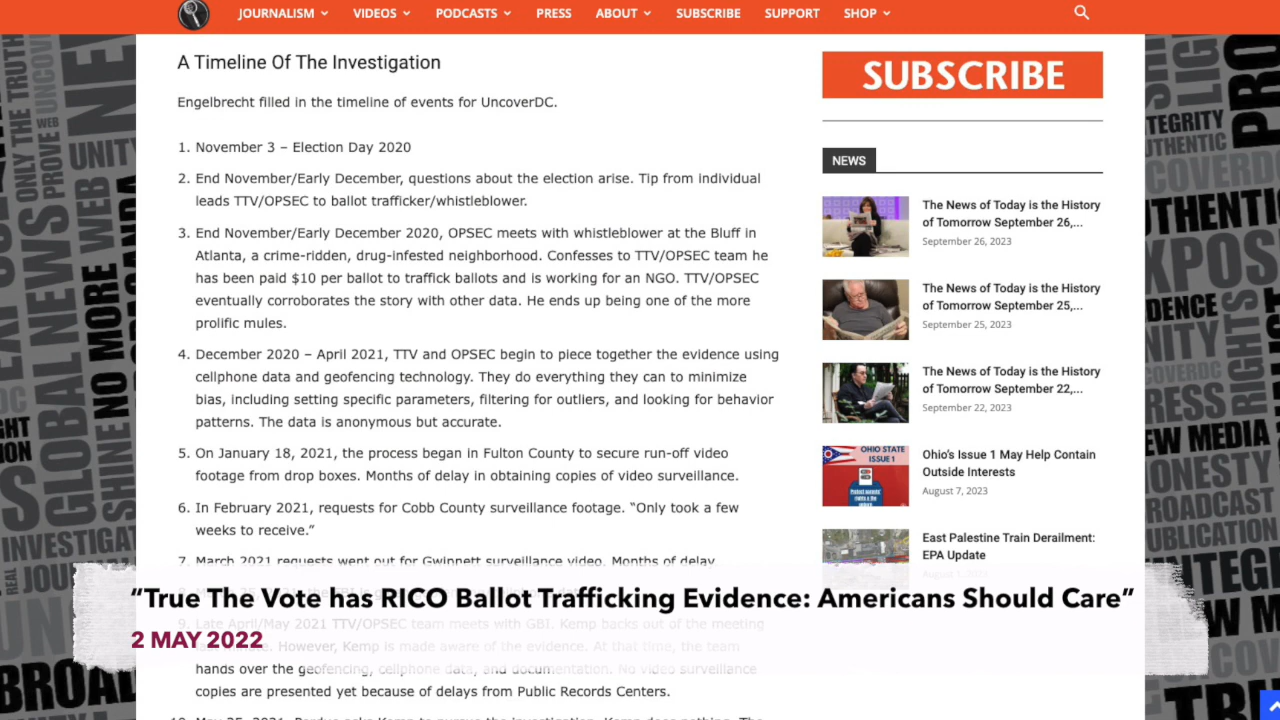 JOURNALISM VIDEOS PODCASTS PRESS ABOUT SUBSCRIBE SUPPORT SHOP
A Timeline Of The Investigation
Engelbrecht filled in the timeline of events for UncoverDC.
1. November 3 – Election Day 2020
2. End November/Early December, questions about the election arise. Tip from individual
leads TTV/OPSEC to ballot trafficker/whistleblower.
3. End November/Early December 2020, OPSEC meets with whistleblower at the Bluff in
Atlanta, a crime-ridden, drug-infested neighborhood. Confesses to TTV/OPSEC team he
has been paid $10 per ballot to traffick ballots and is working for an NGO. TTV/OPSEC
eventually corroborates the story with other data. He ends up being one of the more
prolific mules.
4. December 2020 – April 2021, TTV and OPSEC begin to piece together the evidence using
cellphone data and geofencing technology. They do everything they can to minimize
bias, including setting specific parameters, filtering for outliers, and looking for behavior
patterns. The data is anonymous but accurate.
5. On January 18, 2021, the process began in Fulton County to secure run-off video
footage from drop boxes. Months of delay in obtaining copies of video surveillance.
6. In February 2021, requests for Cobb County surveillance footage. “Only took a few
weeks to receive.”
7. March 2021 requests went out for Gwinnett surveillance video. Months of delay
9. Late April/May 2021 TTV/OPSEC team meets with GBI. Kemp backs out of the meeting
However, Kemp is made aware of the evidence. At that time, the team
hands over the geofencing, cellphone data, and documentation. No video surveillance
copies are presented yet because of delays from Public Records Centers.
10. May 25, 2021, Perdue asks Kemp to pursue the investigation. Kemp does nothing. The
SUBSCRIBE
NEWS
The News of Today is the History
of Tomorrow September 26,...
September 26, 2023
The News of Today is the History
of Tomorrow September 25,...
September 25, 2023
The News of Today is the History
of Tomorrow September 22,...
September 22, 2023
OHIO STATE
ISSUE 1
Ohio’s Issue 1 May Help Contain
Outside Interests
August 7, 2023
East Palestine Train Derailment:
EPA Update
“True The Vote has RICO Ballot Trafficking Evidence: Americans Should Care”
2 MAY 2022